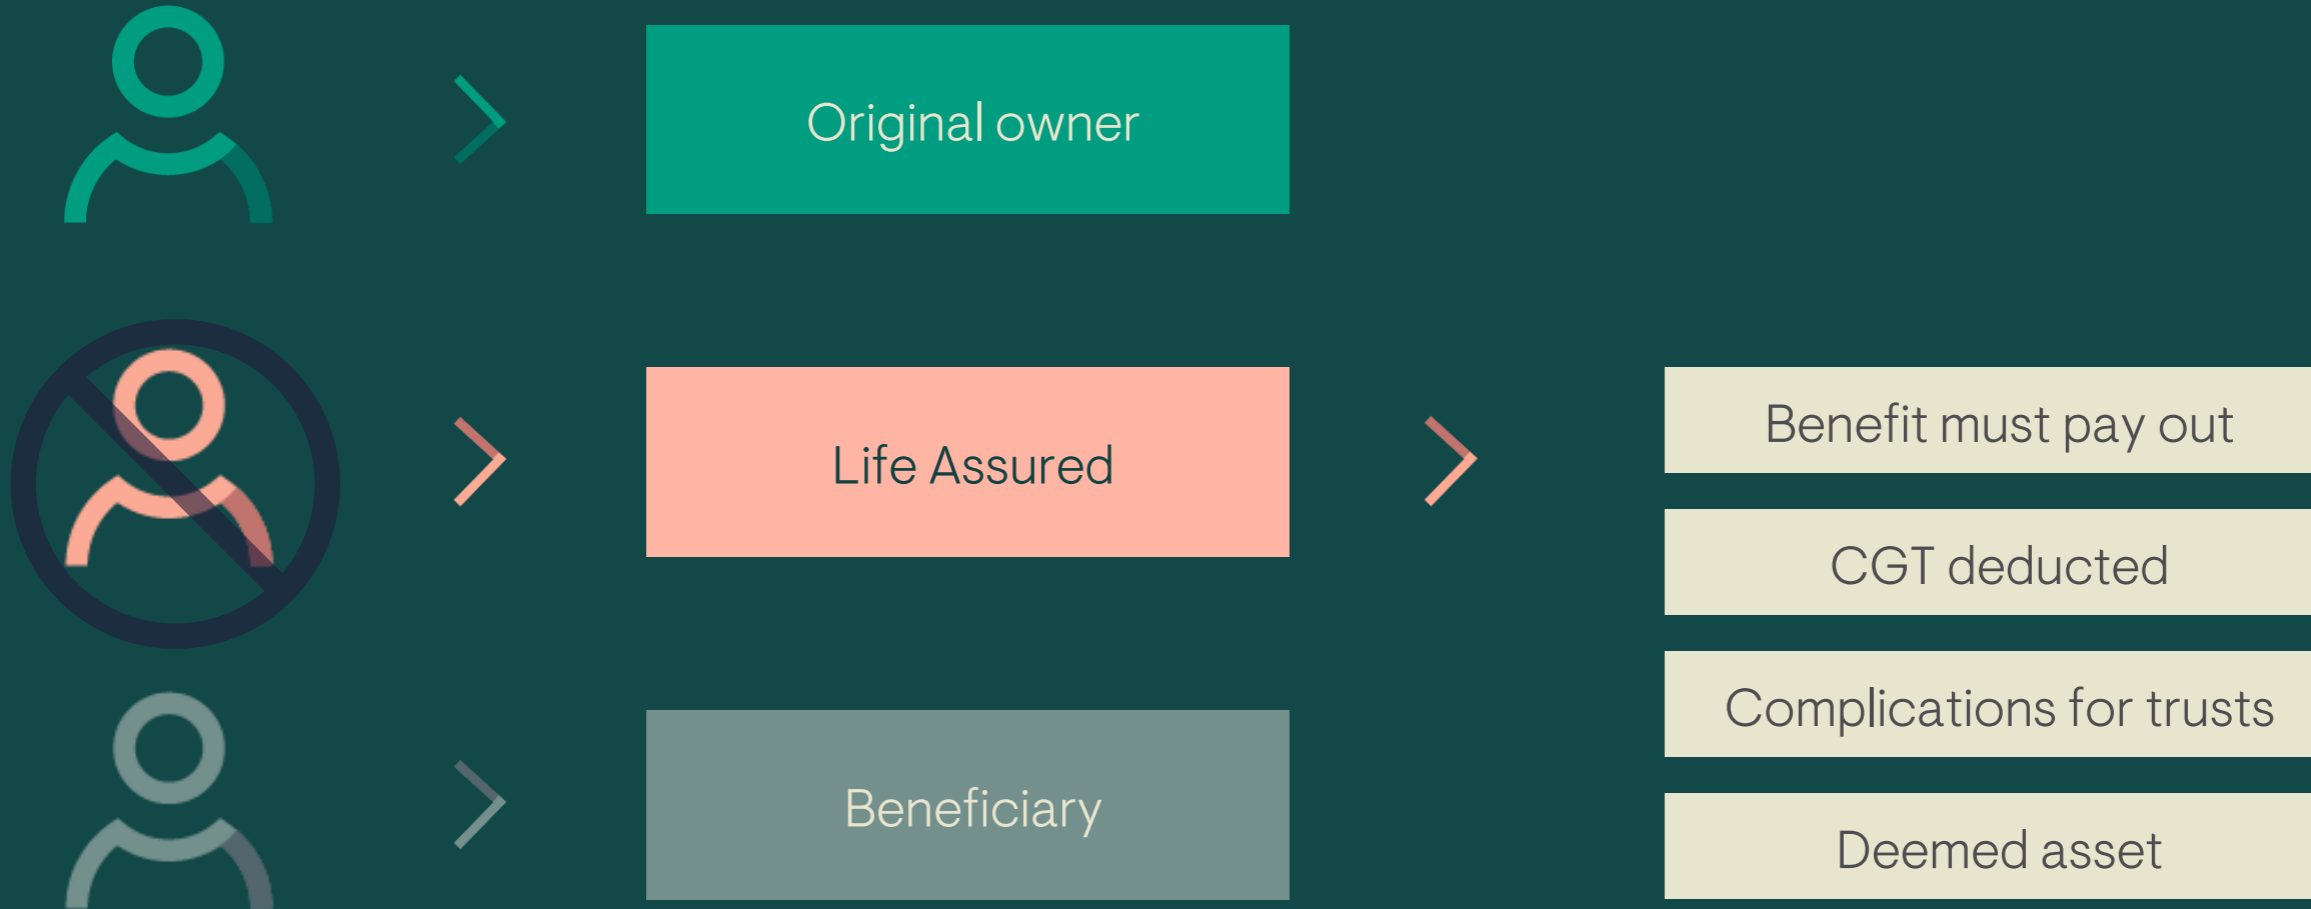 Original owner
Life Assured
Benefit must pay out
CGT deducted
Complications for trusts
Beneficiary
Deemed asset